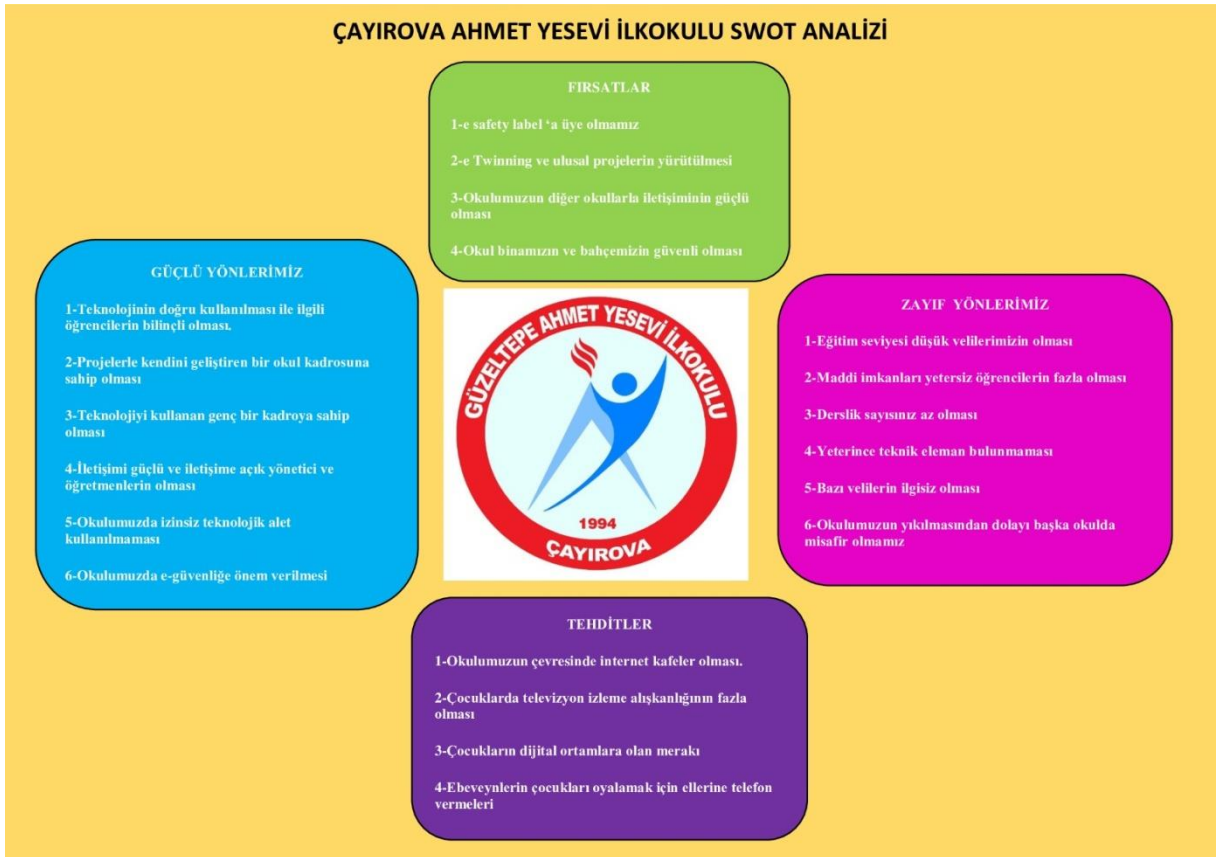 ÇAYIROVA AHMET YESEVİ İLKOKULU SWOT ANALİZİ
FIRSATLAR
1-e safety label ‘a üye olmamız
2-e Twinning ve ulusal projelerin yürütülmesi
3-Okulumuzun diğer okullarla iletişiminin güçlü
olması
4-Okul binamızın ve bahçemizin güvenli olması
GÜÇLÜ YÖNLERİMİZ
1-Teknolojinin doğru kullanılması ile ilgili
öğrencilerin bilinçli olması.
2-Projelerle kendini geliştiren bir okul kadrosuna
sahip olması
3-Teknolojiyi kullanan genç bir kadroya sahip
olması
4-İletişimi güçlü ve iletişime açık yönetici ve
öğretmenlerin olması
5-Okulumuzda izinsiz teknolojik alet
kullanılmaması
6-Okulumuzda e-güvenliğe önem verilmesi
GÜZELTEPE AHMET YESEVİ İLKOKULU
1994
ÇAYIROVA
ZAYIF YÖNLERİMİZ
1-Eğitim seviyesi düşük velilerimizin olması
2-Maddi imkanları yetersiz öğrencilerin fazla olması
3-Derslik sayısınız az olması
4-Yeterince teknik eleman bulunmaması
5-Bazı velilerin ilgisiz olması
6-Okulumuzun yıkılmasından dolayı başka okulda
misafir olmamız
TEHDİTLER
1-Okulumuzun çevresinde internet kafeler olması.
2-Çocuklarda televizyon izleme alışkanlığının fazla
olması
3-Çocukların dijital ortamlara olan merakı
4-Ebeveynlerin çocukları oyalamak için ellerine telefon
vermeleri